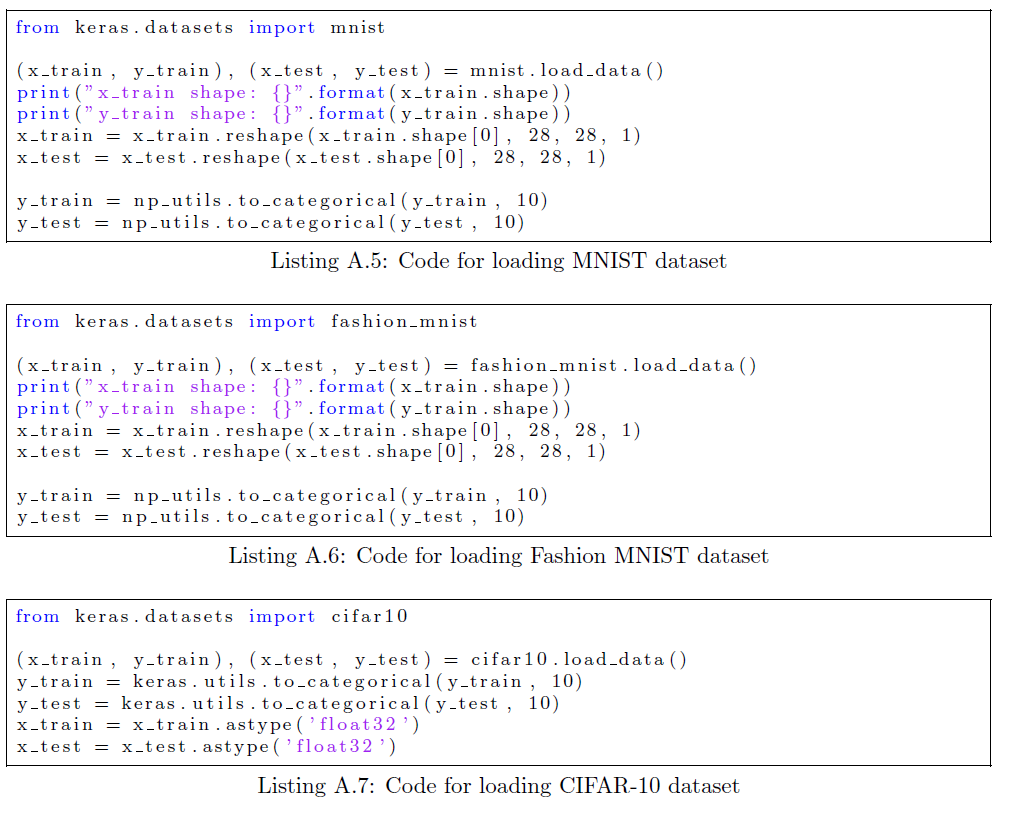 from keras.datasets import mnist
(x_train, y_train), (x_test, y_test) = mnist.load_data()
print("x_train shape: {}".format(x_train.shape))
print("y_train shape: {}".format(y_train.shape))
x_train = x_train.reshape(x_train.shape[0], 28, 28, 1)
x_test = x_test.reshape(x_test.shape[0], 28, 28, 1)
y_train = np_utils.to_categorical(y_train, 10)
y_test = np_utils.to_categorical(y_test, 10)
Listing A.5: Code for loading MNIST dataset
from keras.datasets import fashion_mnist
(x_train, y_train), (x_test, y_test) = fashion_mnist.load_data()
print("x_train shape: {}".format(x_train.shape))
print("y_train shape: {}".format(y_train.shape))
x_train = x_train.reshape(x_train.shape[0], 28, 28, 1)
x_test = x_test.reshape(x_test.shape[0], 28, 28, 1)
y_train = np_utils.to_categorical(y_train, 10)
y_test = np_utils.to_categorical(y_test, 10)
Listing A.6: Code for loading Fashion MNIST dataset
from keras.datasets import cifar10
(x_train, y_train), (x_test, y_test) = cifar10.load_data()
y_train = keras.utils.to_categorical(y_train, 10)
y_test = keras.utils.to_categorical(y_test, 10)
x_train = x_train.astype('float32')
x_test = x_test.astype('float32')
Listing A.7: Code for loading CIFAR-10 dataset